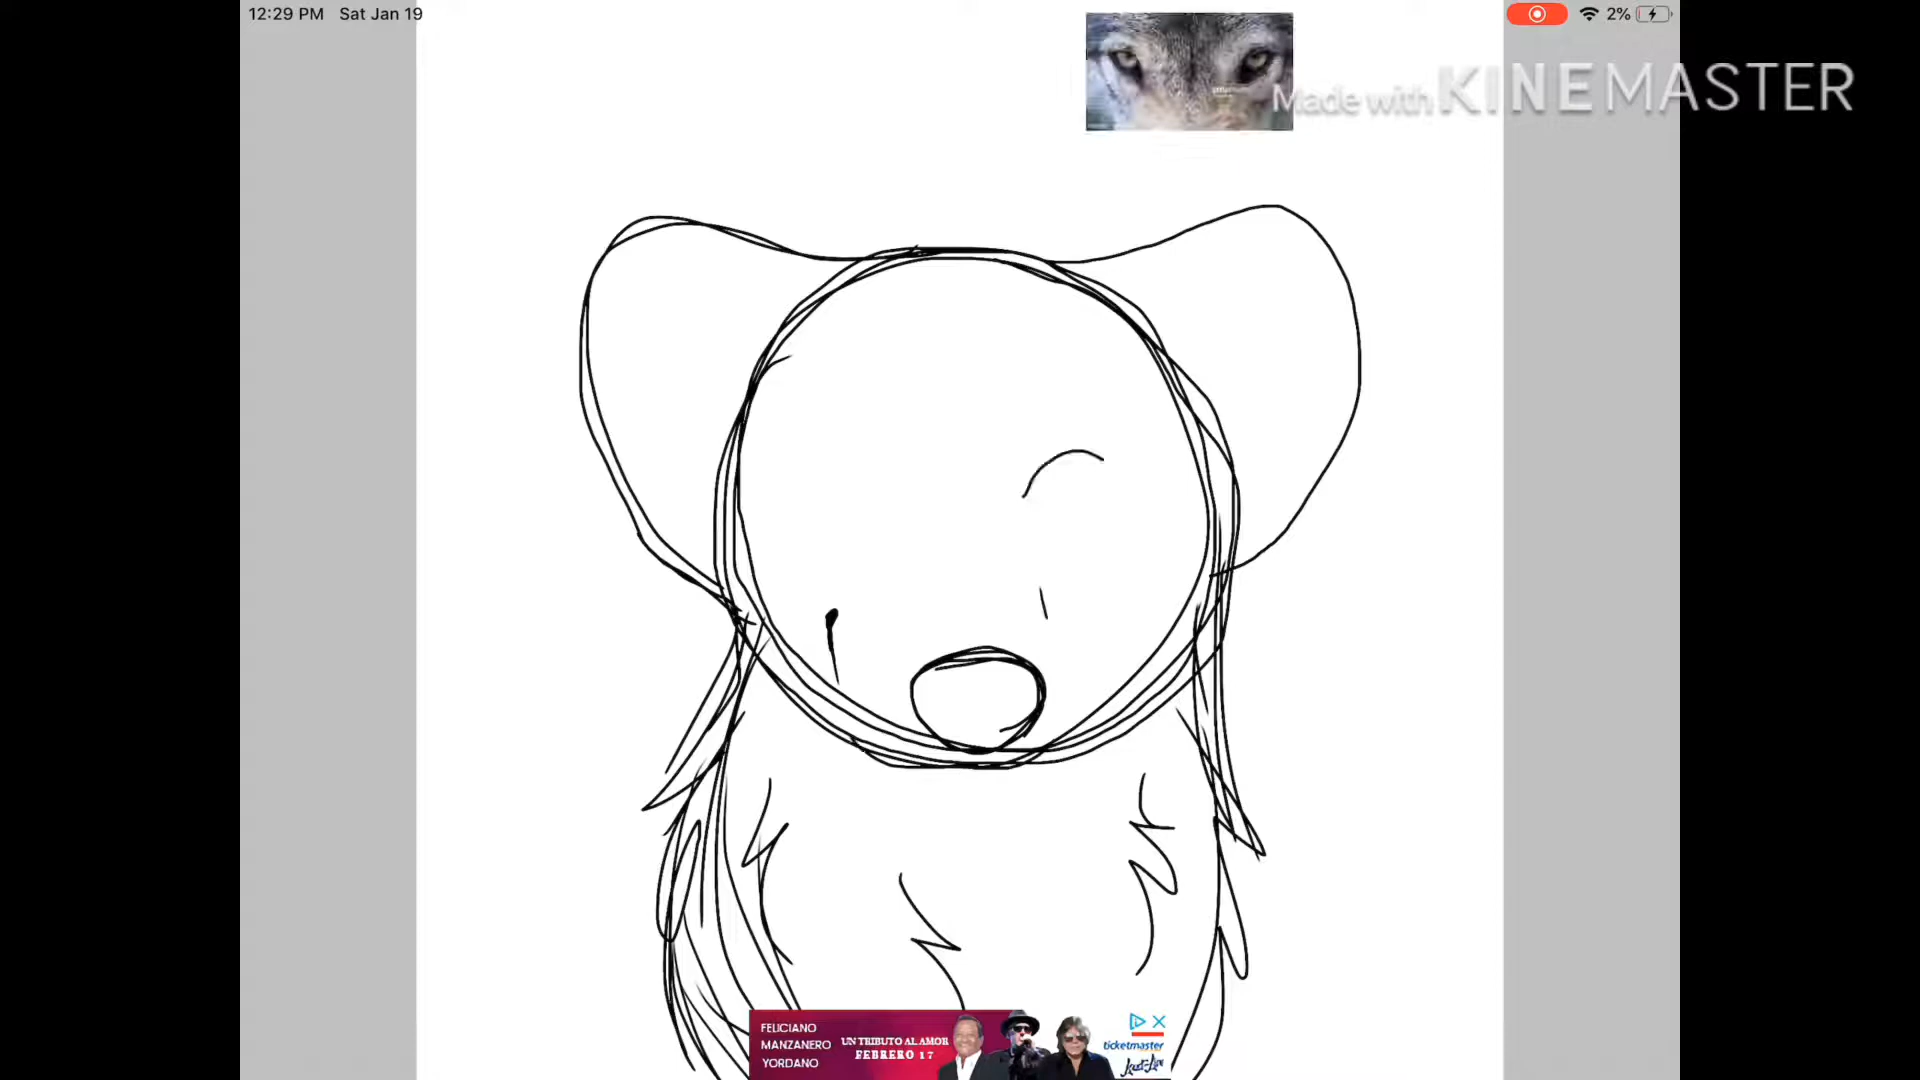 12:29 PM Sat Jan 19
2%
Made with KINEMASTER
FELICIANO
MANZANERO
YORDANO
UN TRIBUTO AL AMOR
FEBRERO 17
ticketmaster